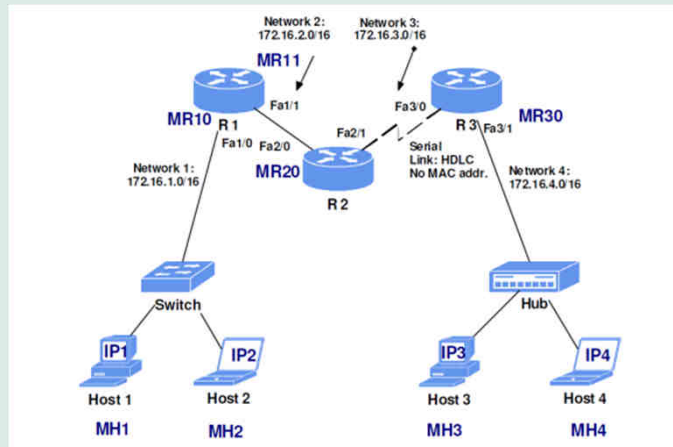 Network 2:
172.16.2.0/16
Network 3:
172.16.3.0/16
MR11
Fa1/1
Fa3/0
MR10
R 1
R 3
MR30
Fa3/1
Fa1/0
Fa2/0
Fa2/1
MR20
R 2
Serial
Link: HDLC
No MAC addr.
Network 1:
172.16.1.0/16
Network 4:
172.16.4.0/16
Switch
Hub
IP1
IP2
IP3
IP4
Host 1
Host 2
Host 3
Host 4
MH1
MH2
MH3
MH4